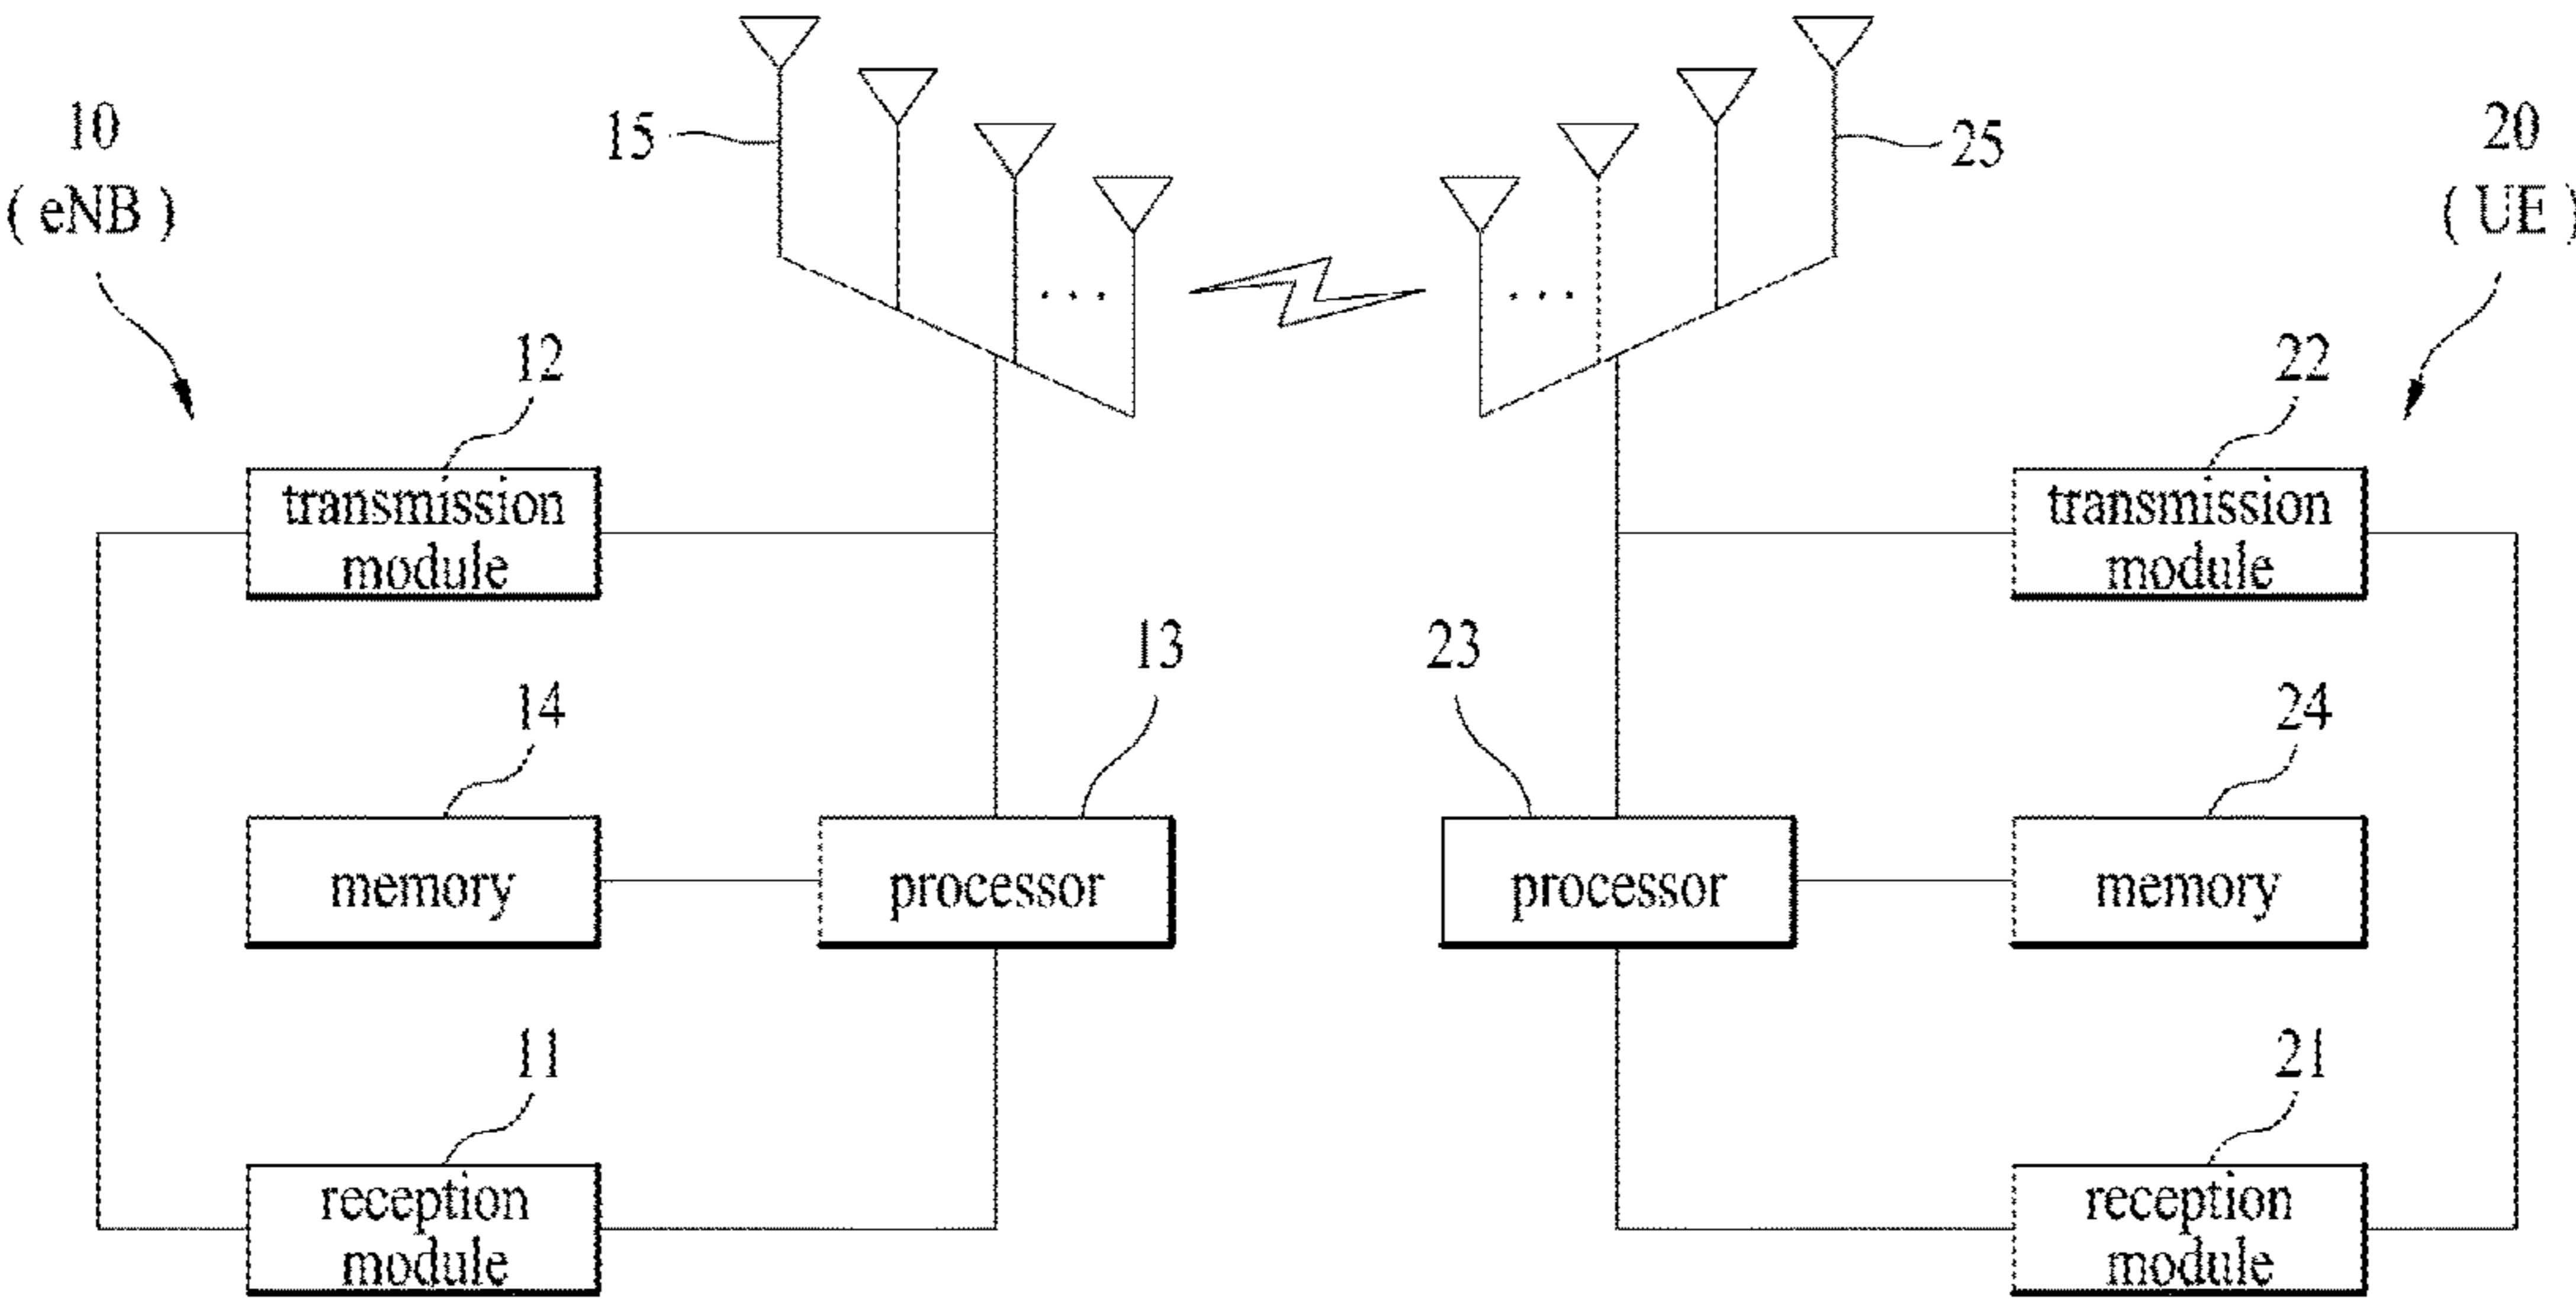 10
( eNB )
15
25
20
( UE )
12
22
transmission
module
transmission
module
13
23
14
24
memory
processor
processor
memory
11
21
reception
module
reception
module